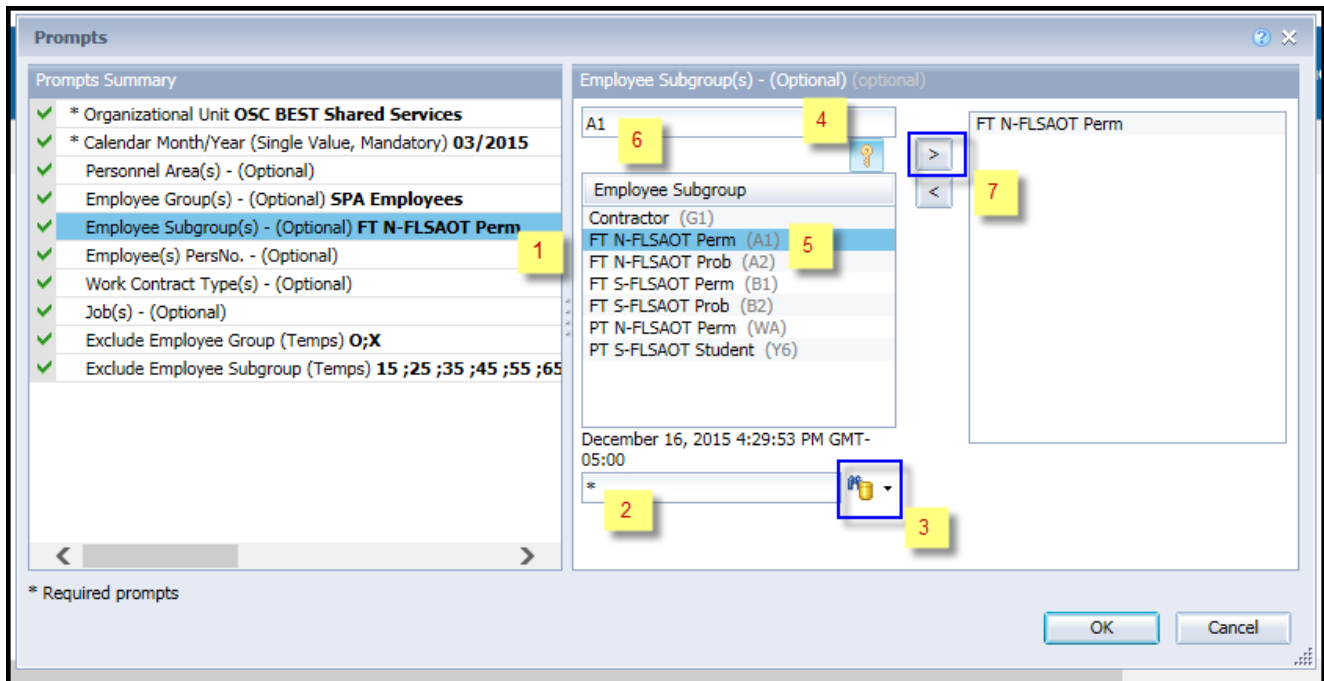 Prompts
Prompts Summary
* Organizational Unit OSC BEST Shared Services
* Calendar Month/Year (Single Value, Mandatory) 03/2015
Personnel Area(s) - (Optional)
Employee Group(s) - (Optional) SPA Employees
Employee Subgroup(s) - (Optional) FT N-FLSAOT Perm
1
Employee(s) PersNo. - (Optional)
Work Contract Type(s) - (Optional)
Job(s) - (Optional)
Exclude Employee Group (Temps) O;X
Exclude Employee Subgroup (Temps) 15 ;25 ;35 ;45 ;55 ;65
* Required prompts
Employee Subgroup(s) - (Optional) (optional)
A1
6
4
Employee Subgroup
Contractor (G1)
FT N-FLSAOT Perm (A1)
5
FT N-FLSAOT Prob (A2)
FT S-FLSAOT Perm (B1)
FT S-FLSAOT Prob (B2)
PT N-FLSAOT Perm (WA)
PT S-FLSAOT Student (Y6)
December 16, 2015 4:29:53 PM GMT-
05:00
*
2
3
>
<
7
FT N-FLSAOT Perm
OK
Cancel